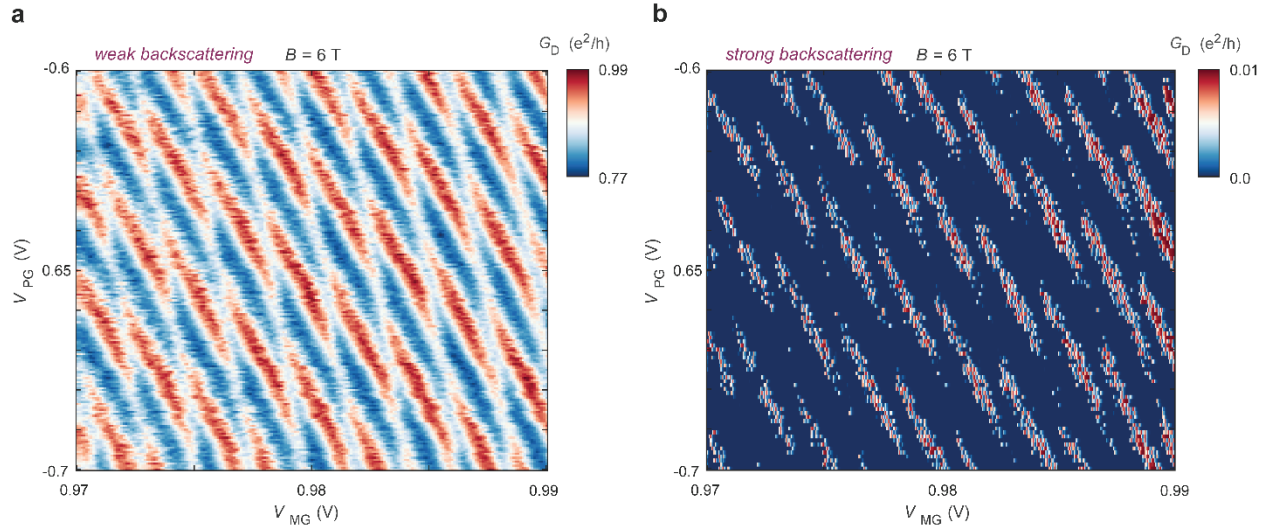 a
weak backscattering B = 6 T
G_D (e²/h)
0.99
0.77
-0.6
0.65
-0.7
V_PG (V)
0.97 0.98 0.99
V_MG (V)
b
strong backscattering B = 6 T
G_D (e²/h)
0.01
0.0
-0.6
0.65
-0.7
V_PG (V)
0.97 0.98 0.99
V_MG (V)